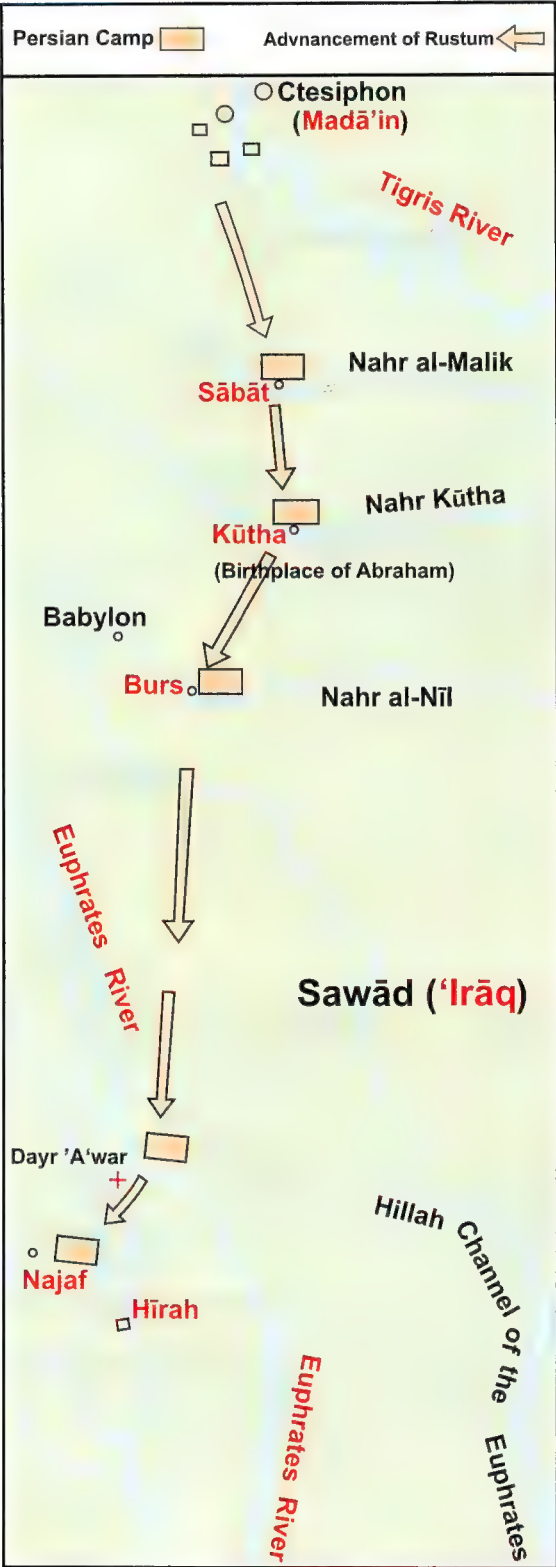 Persian Camp
Advnancement of Rustum
Ctesiphon
(Madā'in)
Tigris River
Nahr al-Malik
Sābāt
Nahr Kūtha
Kūtha
(Birthplace of Abraham)
Babylon
Burs
Nahr al-Nīl
Euphrates River
Sawād (‘Irāq)
Dayr ’A‘war
Hillah Channel of the Euphrates
Najaf
Hīrah
Euphrates River